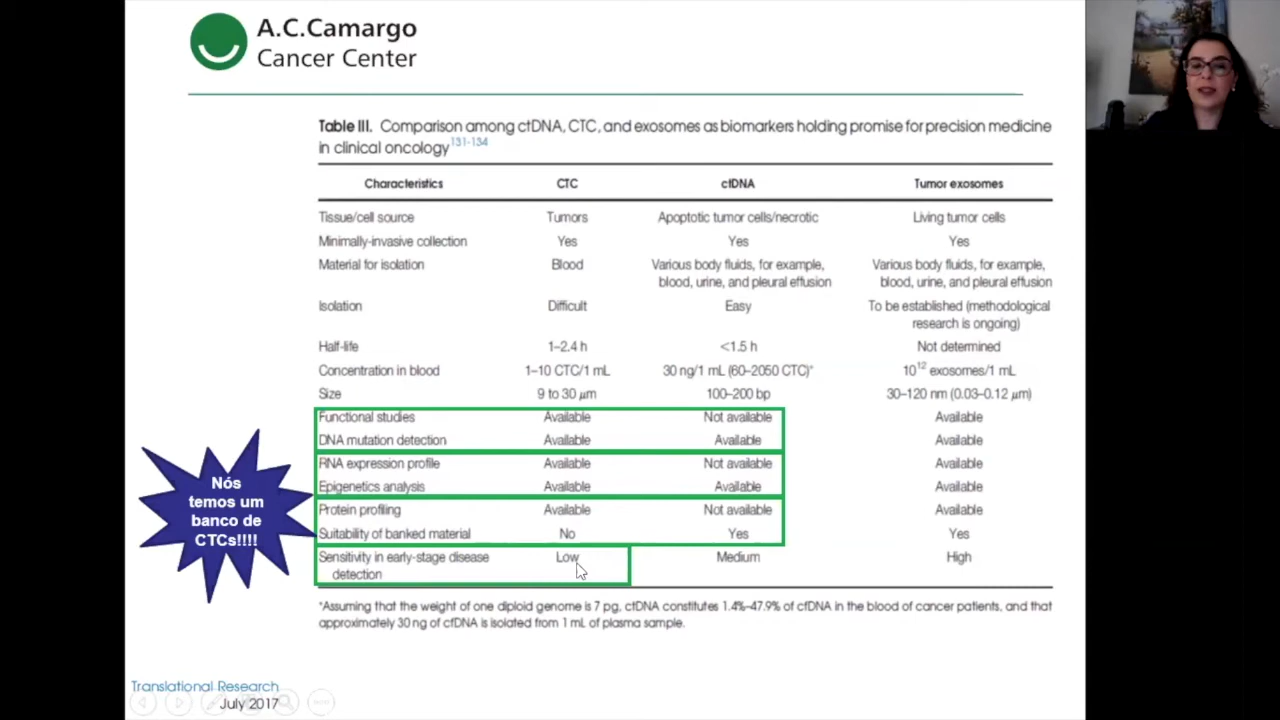 A.C.Camargo
Cancer Center
Table III. Comparison among ctDNA, CTC, and exosomes as biomarkers holding promise for precision medicine
in clinical oncology131-134
Characteristics CTC ctDNA Tumor exosomes
Tissue/cell source Tumors Apoptotic tumor cells/necrotic Living tumor cells
Minimally-invasive collection Yes Yes Yes
Material for isolation Blood Various body fluids, for example, Various body fluids, for example,
blood, urine, and pleural effusion blood, urine, and pleural effusion
Isolation Difficult Easy To be established (methodological
research is ongoing)
Half-life 1–2.4 h <1.5 h Not determined
Concentration in blood 1–10 CTC/1 mL 30 ng/1 mL (60–2050 CTC)* 10¹² exosomes/1 mL
Size 9 to 30 μm 100–200 bp 30–120 nm (0.03–0.12 μm)
Functional studies Available Not available Available
DNA mutation detection Available Available Available
RNA expression profile Available Not available Available
Epigenetics analysis Available Available Available
Protein profiling Available Not available Available
Suitability of banked material No Yes Yes
Sensitivity in early-stage disease Low Medium High
detection
*Assuming that the weight of one diploid genome is 7 pg, ctDNA constitutes 1.4%–47.9% of cfDNA in the blood of cancer patients, and that
approximately 30 ng of cfDNA is isolated from 1 mL of plasma sample.
Nós
temos um
banco de
CTCs!!!!
Translational Research
July 2017